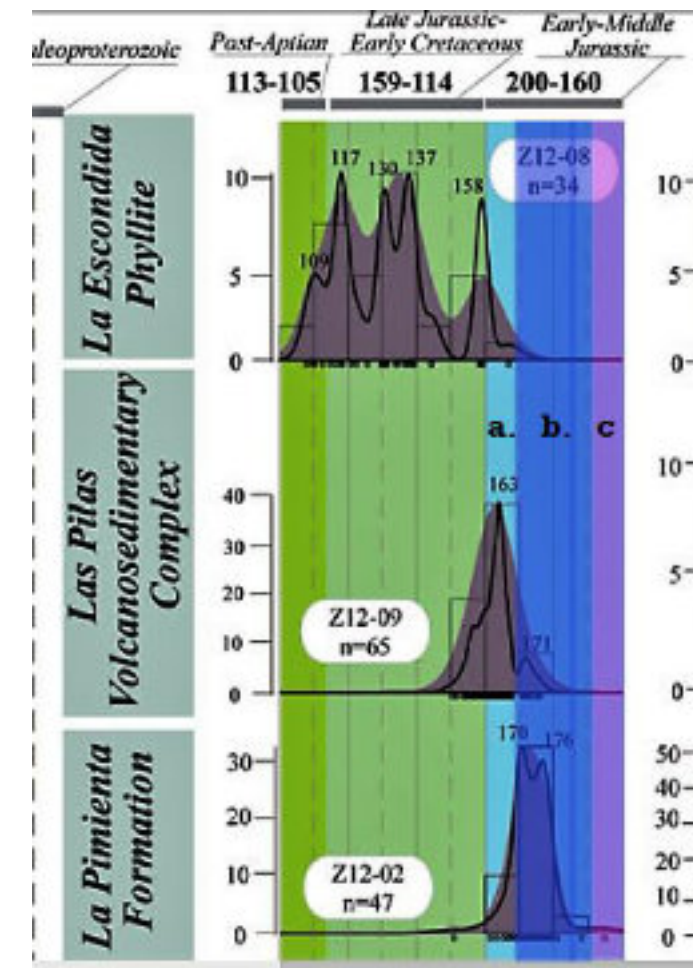 uleoproterozoic
Post-Aptian
Late Jurassic-
Early Cretaceous
Early-Middle
Jurassic
113-105
159-114
200-160
La Escondida
Phyllite
10
5
0
109
117
130
137
158
Z12-08
n=34
10
5
0
Las Pilas
Volcanosedimentary
Complex
a. b. c
40
30
20
10
0
163
171
Z12-09
n=65
10
5
0
La Pimienta
Formation
30
20
10
0
170
176
Z12-02
n=47
50
40
30
20
10
0